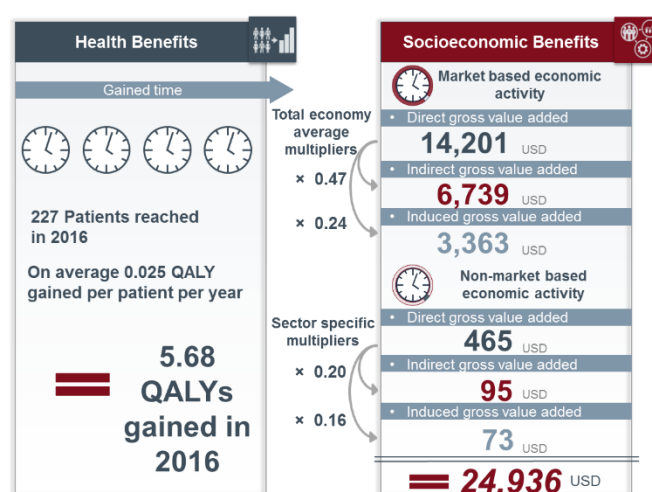 Health Benefits
Gained time
227 Patients reached
in 2016
On average 0.025 QALY
gained per patient per year
5.68
QALYs
gained in
2016
Total economy
average
multipliers
× 0.47
× 0.24
Sector specific
multipliers
× 0.20
× 0.16
Socioeconomic Benefits
Market based economic
activity
• Direct gross value added
14,201 USD
• Indirect gross value added
6,739 USD
• Induced gross value added
3,363 USD
Non-market based
economic activity
• Direct gross value added
465 USD
• Indirect gross value added
95 USD
• Induced gross value added
73 USD
= 24,936 USD